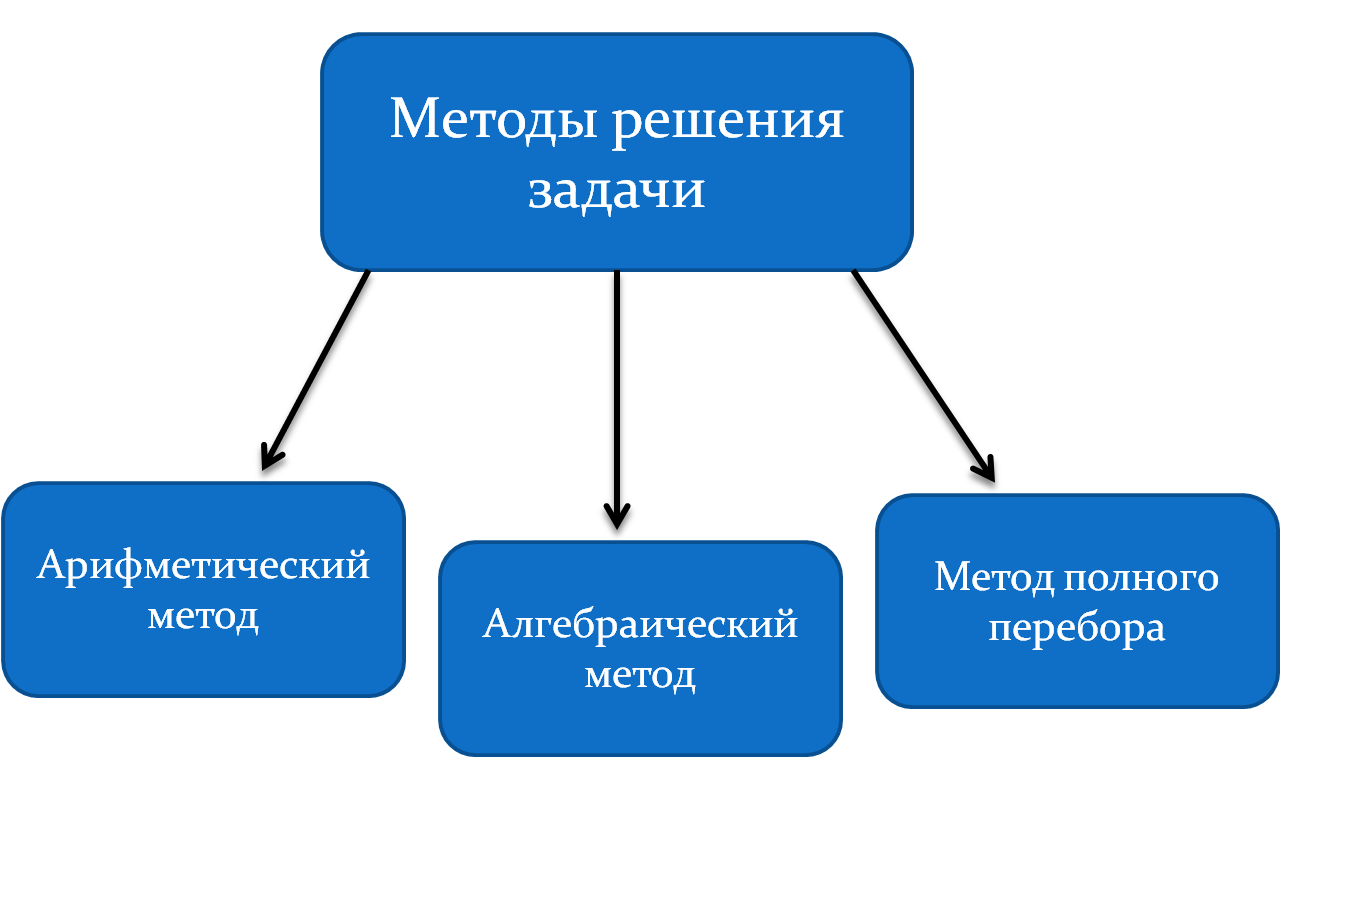 Методы решения
задачи
Арифметический
метод
Алгебраический
метод
Метод полного
перебора